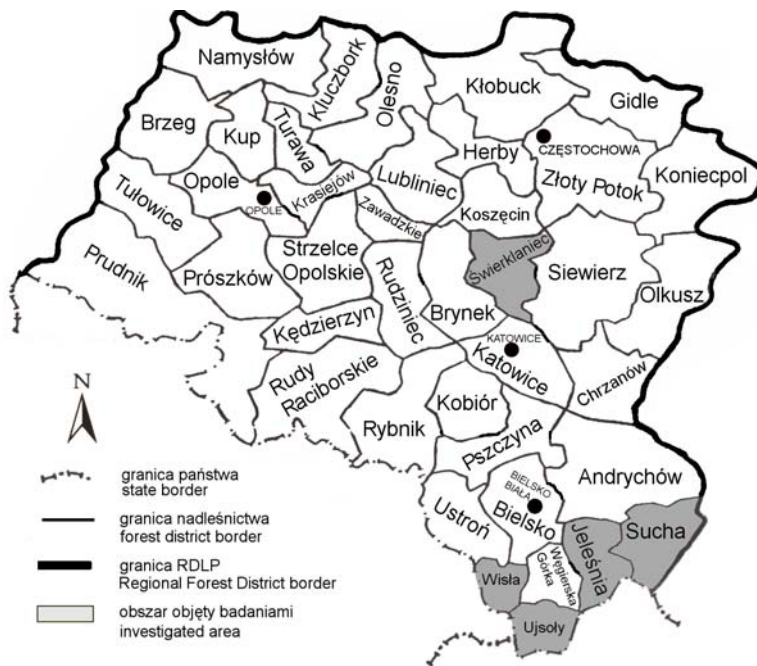 Namysłów
Kluczbork
Olesno
Kłobuck
Gidle
Brzeg
Kup
Turawa
Herby
CZĘSTOCHOWA
Koniecpol
Opole
OPOLE
Krasiejów
Lubliniec
Złoty Potok
Tułowice
Zawadzkie
Koszęcin
Prudnik
Prószków
Strzelce
Opolskie
Rudziniec
Brynek
Świerklaniec
Siewierz
Olkusz
Kędzierzyn
KATOWICE
Katowice
Chrzanów
Rudy
Raciborskie
Rybnik
Kobiór
Pszczyna
Andrychów
Ustroń
BIELSKO
BIAŁA
Bielsko
Jeleśnia
Sucha
Wisła
Węgierska
Górka
Ujsoły
N
granica państwa
state border
granica nadleśnictwa
forest district border
granica RDLP
Regional Forest District border
obszar objęty badaniami
investigated area